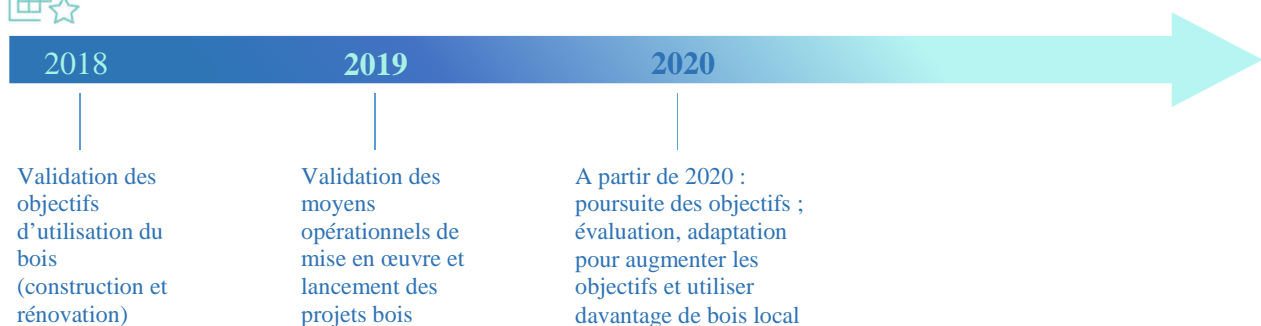 2018 2019 2020
Validation des
objectifs
d’utilisation du
bois
(construction et
rénovation)
Validation des
moyens
opérationnels de
mise en œuvre et
lancement des
projets bois
A partir de 2020 :
poursuite des objectifs ;
évaluation, adaptation
pour augmenter les
objectifs et utiliser
davantage de bois local